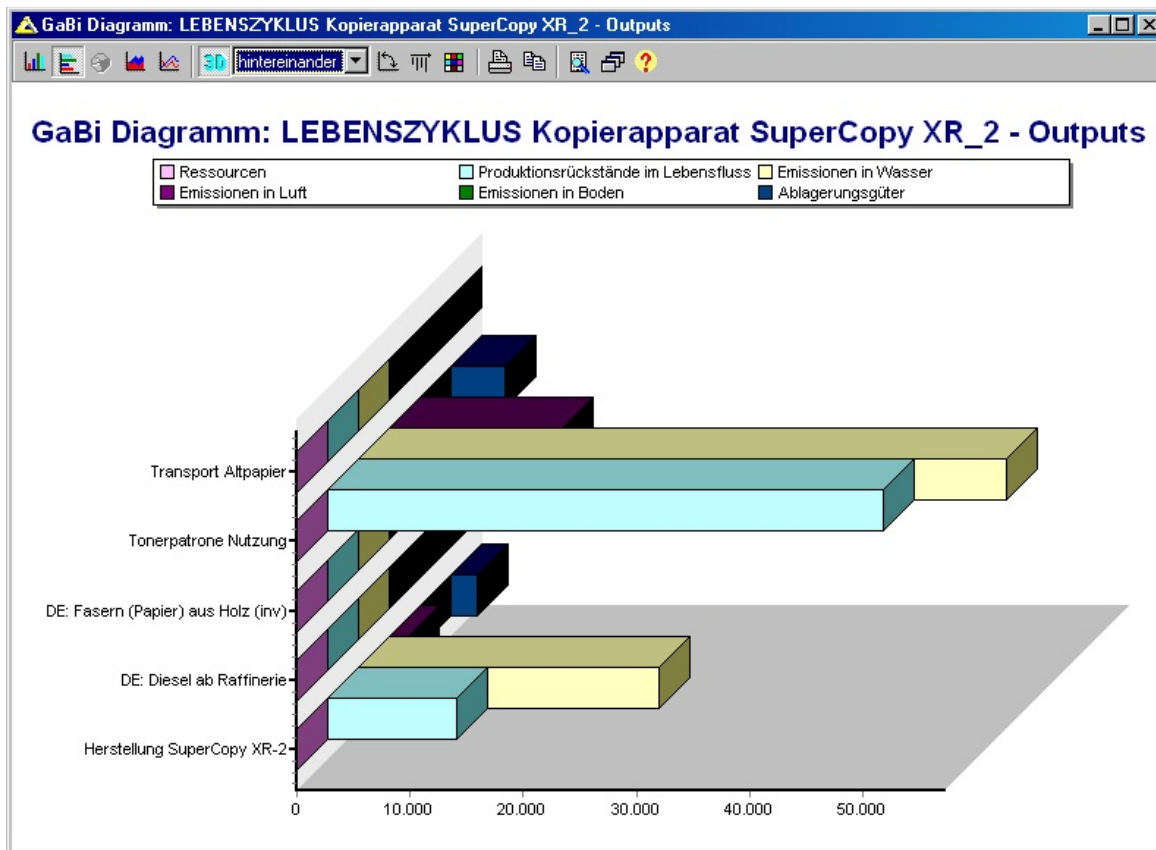 GaBi Diagramm: LEBENSZYKLUS Kopierapparat SuperCopy XR_2 - Outputs
3D hintereinander
GaBi Diagramm: LEBENSZYKLUS Kopierapparat SuperCopy XR_2 - Outputs
Ressourcen Produktionsrückstände im Lebensfluss Emissionen in Wasser
Emissionen in Luft Emissionen in Boden Ablagerungsgüter
Transport Altpapier
Tonerpatrone Nutzung
DE: Fasern (Papier) aus Holz (inv)
DE: Diesel ab Raffinerie
Herstellung SuperCopy XR-2
0 10.000 20.000 30.000 40.000 50.000